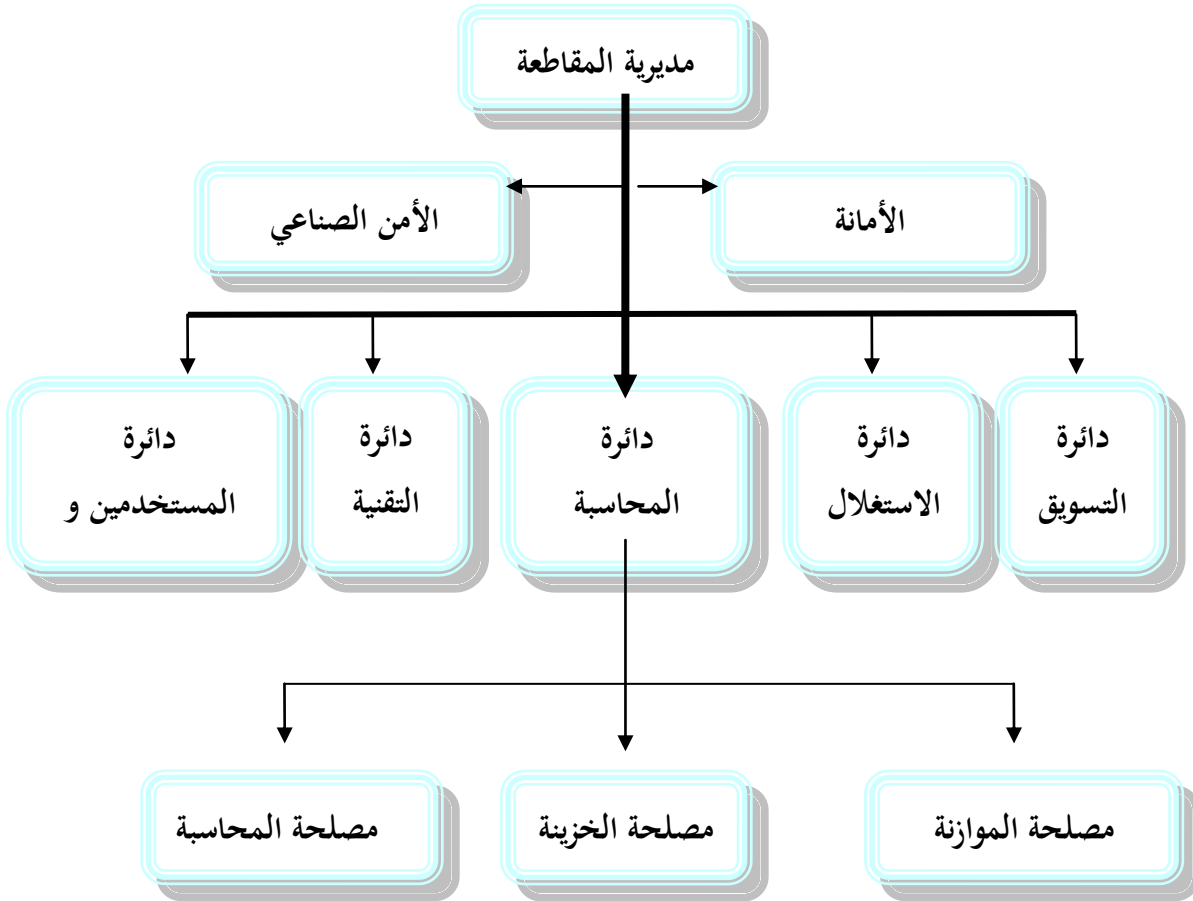 مديرية المقاطعة
الأمانة
الأمن الصناعي
دائرة
التسويق
دائرة
الاستغلال
دائرة
المحاسبة
دائرة
التقنية
دائرة
المستخدمين و
مصلحة الموازنة
مصلحة الخزينة
مصلحة المحاسبة